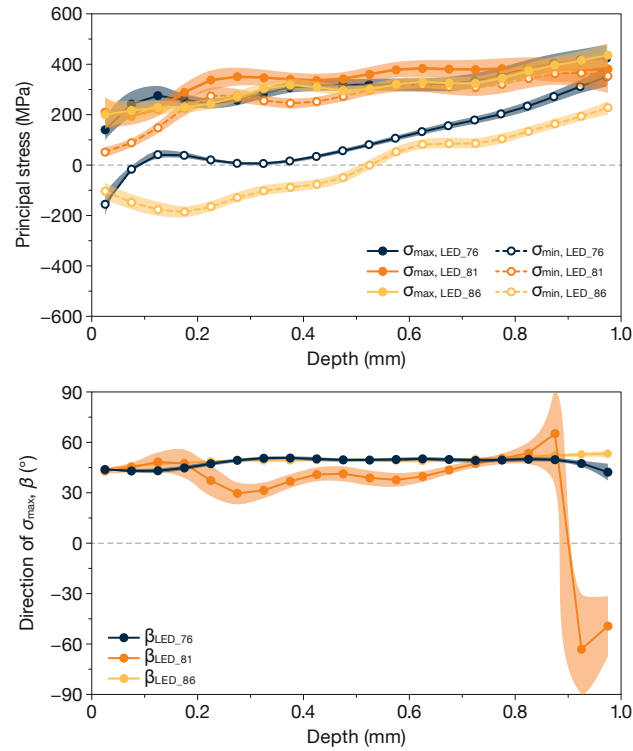 Principal stress (MPa)
600
400
200
0
−200
−400
−600
σmax, LED_76 σmin, LED_76
σmax, LED_81 σmin, LED_81
σmax, LED_86 σmin, LED_86
0 0.2 0.4 0.6 0.8 1.0
Depth (mm)
Direction of σmax, β (°)
90
60
30
0
−30
−60
−90
βLED_76
βLED_81
βLED_86
0 0.2 0.4 0.6 0.8 1.0
Depth (mm)